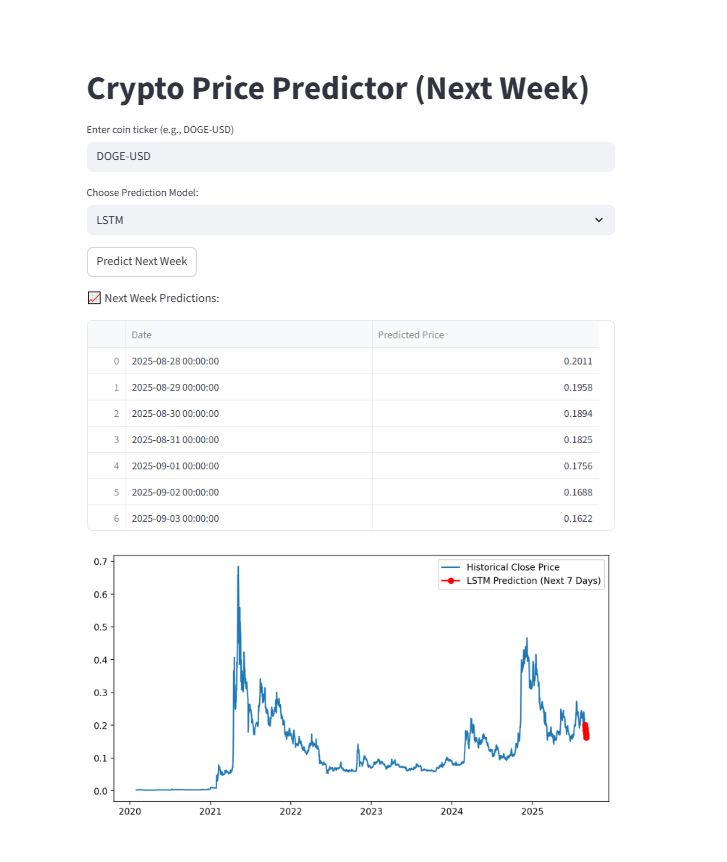 Crypto Price Predictor (Next Week)
Enter coin ticker (e.g., DOGE-USD)
DOGE-USD
Choose Prediction Model:
LSTM
Predict Next Week
Next Week Predictions:
Date Predicted Price
0 2025-08-28 00:00:00 0.2011
1 2025-08-29 00:00:00 0.1958
2 2025-08-30 00:00:00 0.1894
3 2025-08-31 00:00:00 0.1825
4 2025-09-01 00:00:00 0.1756
5 2025-09-02 00:00:00 0.1688
6 2025-09-03 00:00:00 0.1622
Historical Close Price
LSTM Prediction (Next 7 Days)
0.7
0.6
0.5
0.4
0.3
0.2
0.1
0.0
2020 2021 2022 2023 2024 2025